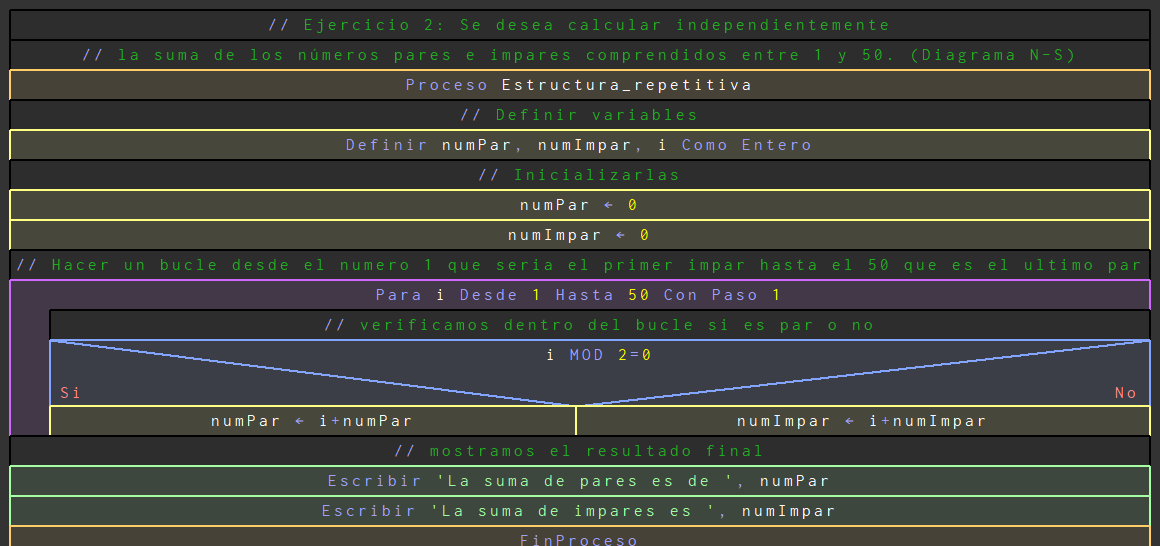 // Ejercicio 2: Se desea calcular independientemente
// la suma de los números pares e impares comprendidos entre 1 y 50. (Diagrama N-S)
Proceso Estructura_repetitiva
// Definir variables
Definir numPar, numImpar, i Como Entero
// Inicializarlas
numPar ← 0
numImpar ← 0
// Hacer un bucle desde el numero 1 que seria el primer impar hasta el 50 que es el ultimo par
Para i Desde 1 Hasta 50 Con Paso 1
// verificamos dentro del bucle si es par o no
i MOD 2=0
Si No
numPar ← i+numPar numImpar ← i+numImpar
// mostramos el resultado final
Escribir 'La suma de pares es de ', numPar
Escribir 'La suma de impares es ', numImpar
FinProceso